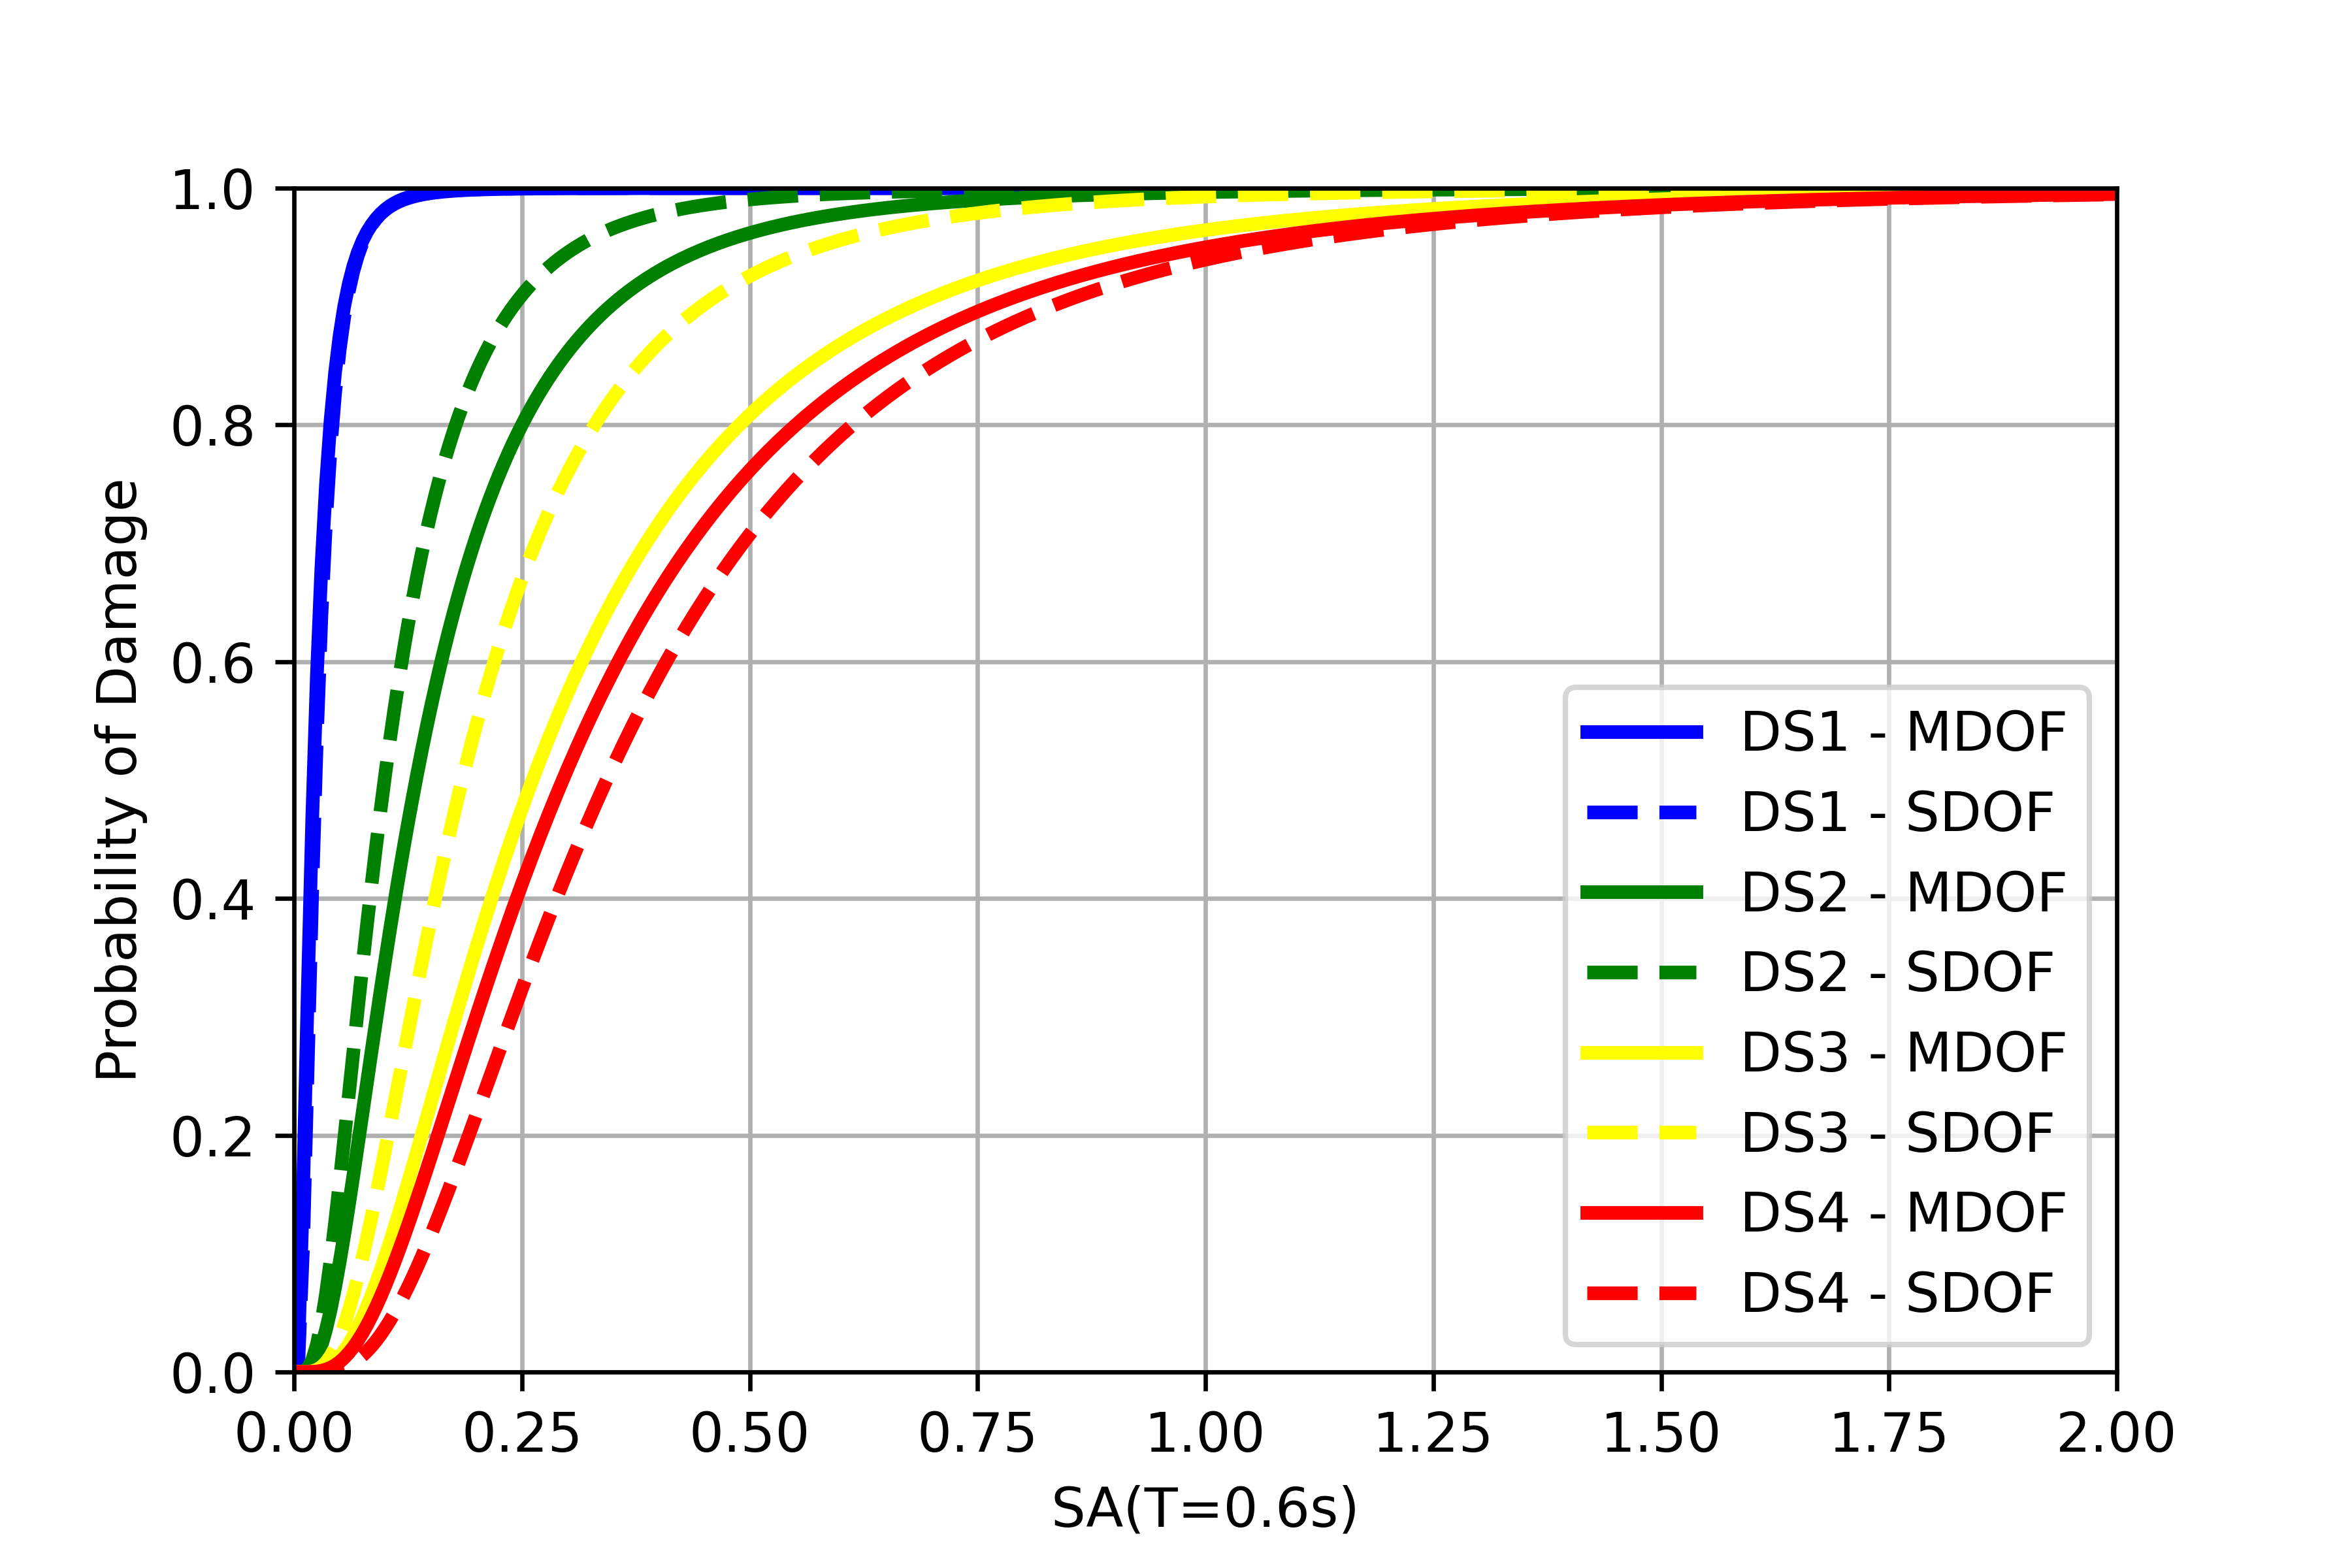 1.0
0.8
0.6
0.4
0.2
0.0
Probability of Damage
0.00 0.25 0.50 0.75 1.00 1.25 1.50 1.75 2.00
SA(T=0.6s)
DS1 - MDOF
DS1 - SDOF
DS2 - MDOF
DS2 - SDOF
DS3 - MDOF
DS3 - SDOF
DS4 - MDOF
DS4 - SDOF